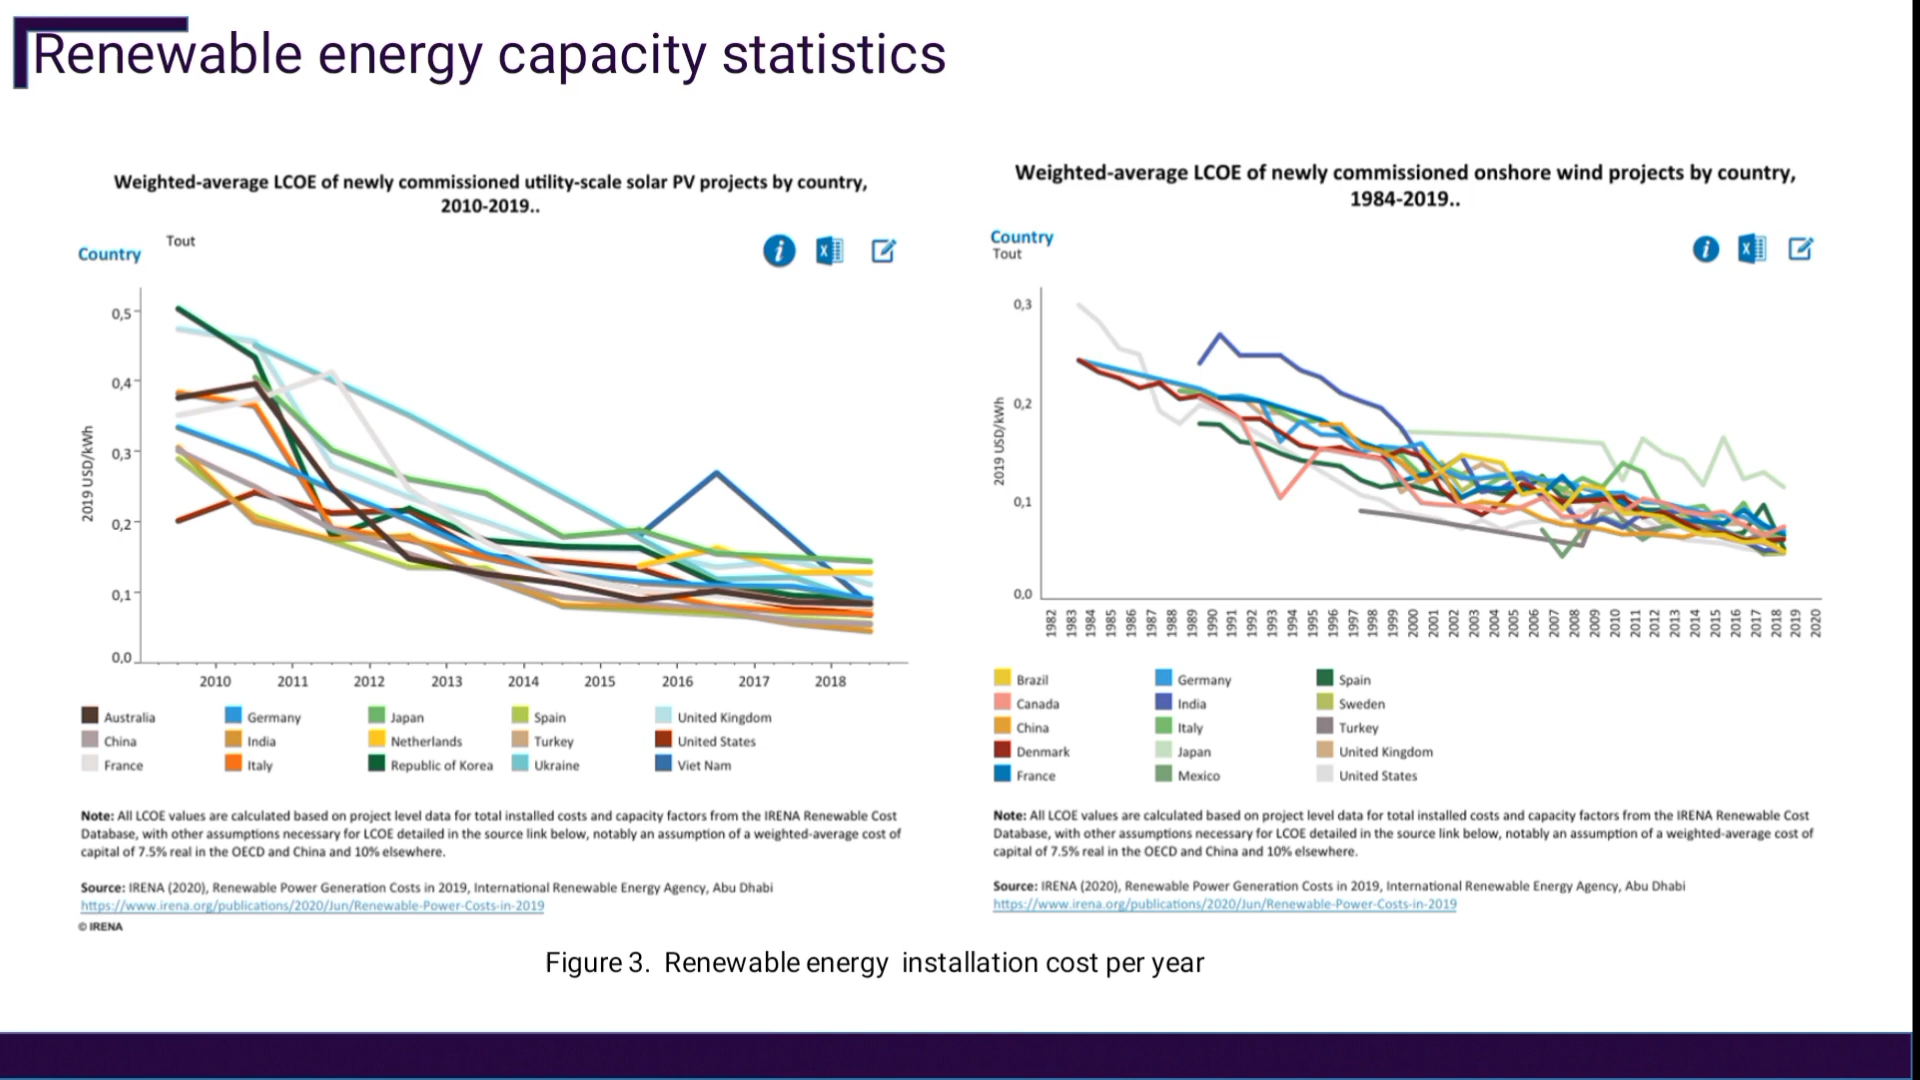 Renewable energy capacity statistics
Weighted-average LCOE of newly commissioned utility-scale solar PV projects by country,
2010-2019..
Country
Tout
2019 USD/kWh
0,5
0,4
0,3
0,2
0,1
0,0
2010 2011 2012 2013 2014 2015 2016 2017 2018
Australia Germany Japan Spain United Kingdom
China India Netherlands Turkey United States
France Italy Republic of Korea Ukraine Viet Nam
Note: All LCOE values are calculated based on project level data for total installed costs and capacity factors from the IRENA Renewable Cost
Database, with other assumptions necessary for LCOE detailed in the source link below, notably an assumption of a weighted-average cost of
capital of 7.5% real in the OECD and China and 10% elsewhere.
Source: IRENA (2020), Renewable Power Generation Costs in 2019, International Renewable Energy Agency, Abu Dhabi
https://www.irena.org/publications/2020/Jun/Renewable-Power-Costs-in-2019
© IRENA
Weighted-average LCOE of newly commissioned onshore wind projects by country,
1984-2019..
Country
Tout
2019 USD/kWh
0,3
0,2
0,1
0,0
1982 1983 1984 1985 1986 1987 1988 1989 1990 1991 1992 1993 1994 1995 1996 1997 1998 1999 2000 2001 2002 2003 2004 2005 2006 2007 2008 2009 2010 2011 2012 2013 2014 2015 2016 2017 2018 2019 2020
Brazil Germany Spain
Canada India Sweden
China Italy Turkey
Denmark Japan United Kingdom
France Mexico United States
Note: All LCOE values are calculated based on project level data for total installed costs and capacity factors from the IRENA Renewable Cost
Database, with other assumptions necessary for LCOE detailed in the source link below, notably an assumption of a weighted-average cost of
capital of 7.5% real in the OECD and China and 10% elsewhere.
Source: IRENA (2020), Renewable Power Generation Costs in 2019, International Renewable Energy Agency, Abu Dhabi
https://www.irena.org/publications/2020/Jun/Renewable-Power-Costs-in-2019
Figure 3. Renewable energy installation cost per year